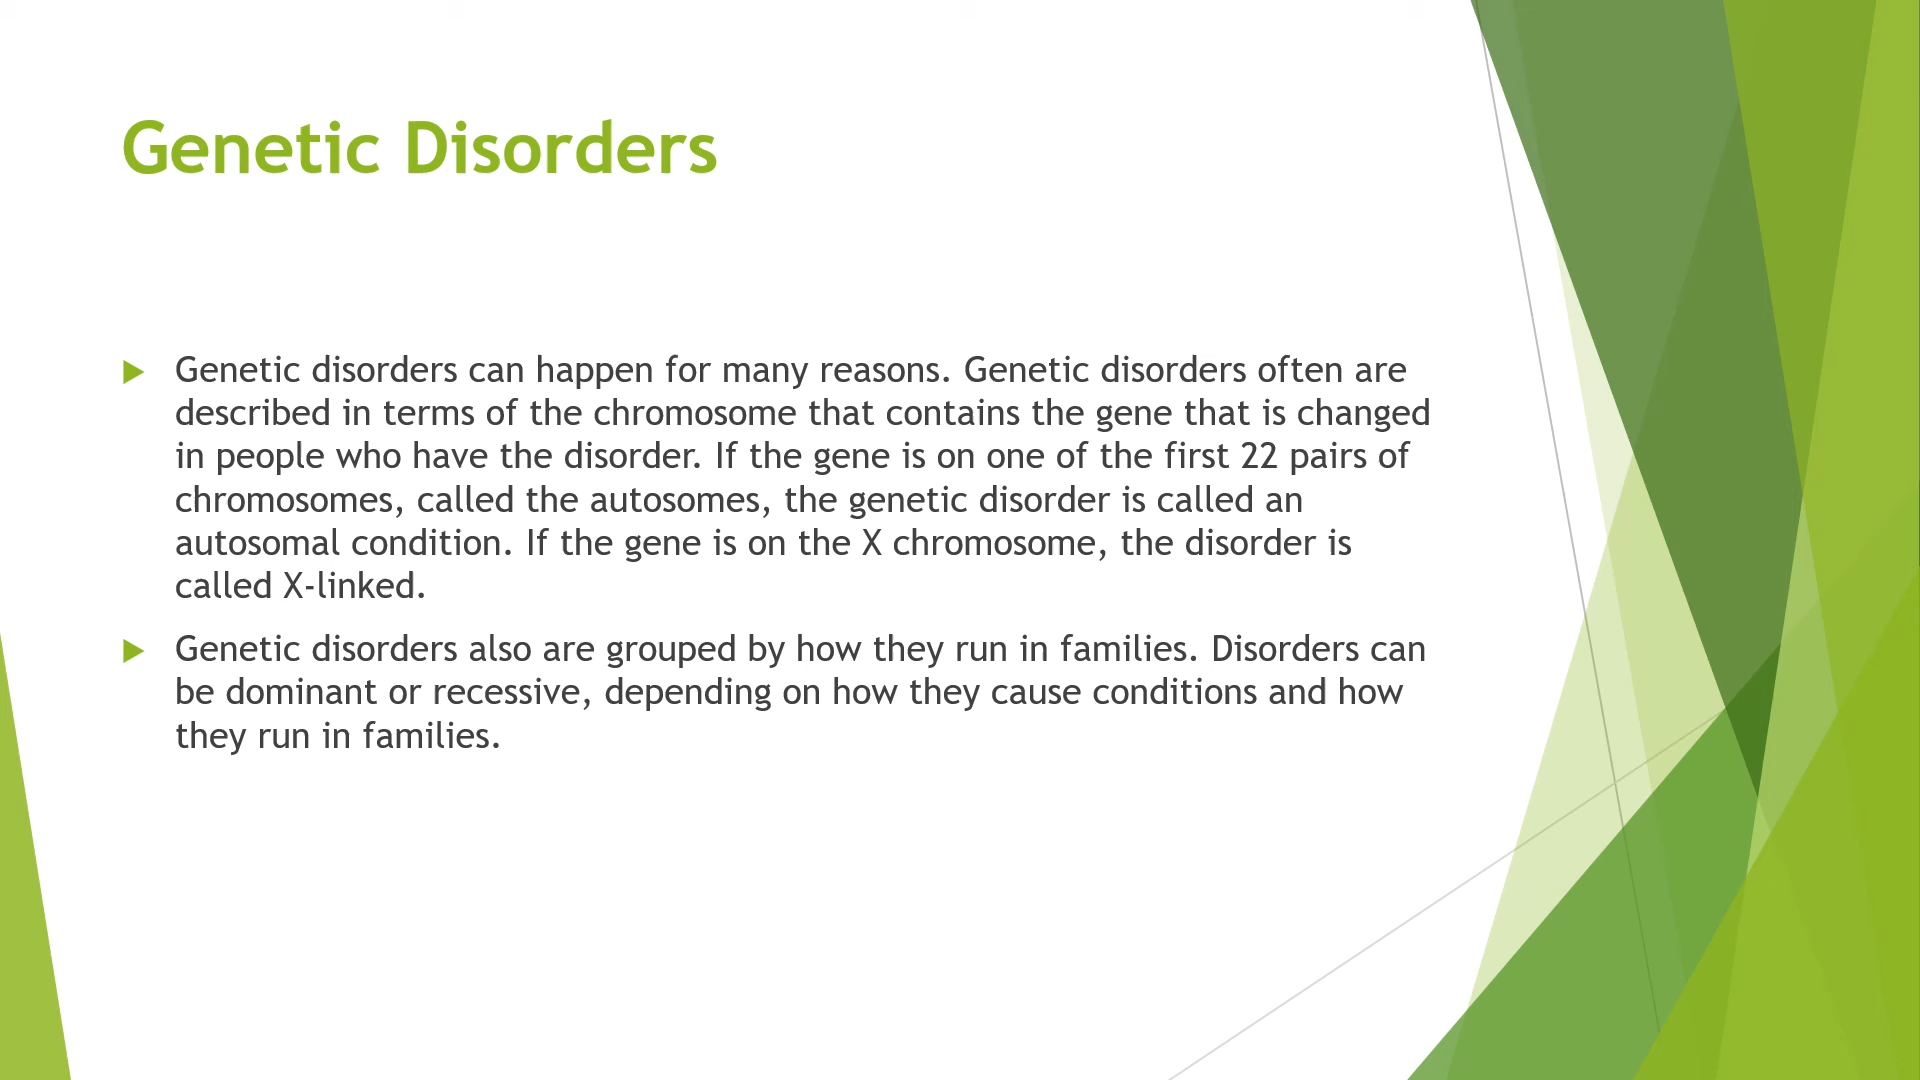 Genetic Disorders
Genetic disorders can happen for many reasons. Genetic disorders often are
described in terms of the chromosome that contains the gene that is changed
in people who have the disorder. If the gene is on one of the first 22 pairs of
chromosomes, called the autosomes, the genetic disorder is called an
autosomal condition. If the gene is on the X chromosome, the disorder is
called X-linked.
Genetic disorders also are grouped by how they run in families. Disorders can
be dominant or recessive, depending on how they cause conditions and how
they run in families.